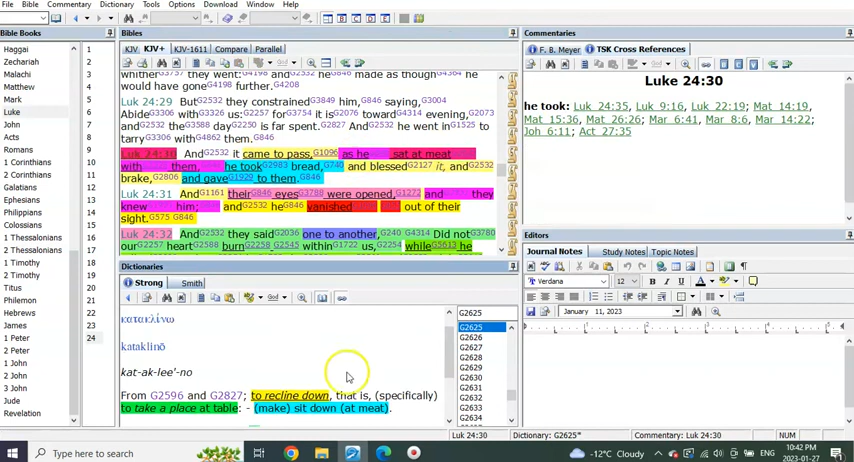 File Bible Commentary Dictionary Tools Options Download Window Help
Bible Books
Haggai
Zechariah
Malachi
Matthew
Mark
Luke
John
Acts
Romans
1 Corinthians
2 Corinthians
Galatians
Ephesians
Philippians
Colossians
1 Thessalonians
2 Thessalonians
1 Timothy
2 Timothy
Titus
Philemon
Hebrews
James
1 Peter
2 Peter
1 John
2 John
3 John
Jude
Revelation
1
2
3
4
5
6
7
8
9
10
11
12
13
14
15
16
17
18
19
20
21
22
23
24
Bibles
KJV KJV+ KJV-1611 Compare Parallel
whither G3757 they went: G4198 and G2532 he G846 made as though G4364 he
would have gone G4198 further. G4208
Luk 24:29 But G2532 they constrained G3849 him, G846 saying, G3004
Abide G3306 with G3326 us: G2257 for G3754 it is G2076 toward G4314 evening, G2073
and G2532 the G3588 day G2250 is far spent. G2827 And G2532 he went in G1525 to
tarry G3306 with G4862 them. G846
Luk 24:30 And G2532 it came to pass, G1096 as he sat at meat
with them, he took G2983 bread, G740 and blessed G2127 it, and G2532
brake, G2806 and gave G1929 to them. G846
Luk 24:31 And G1161 their G846 eyes G3788 were opened, G1272 and they
knew him; and G2532 he G846 vanished out of their
sight. G575 G846
Luk 24:32 And G2532 they said G2036 one to another, G240 G4314 Did not G3780
our G2257 heart G2588 burn G2258 G2545 within G1722 us, G2254 while G5613 he
Dictionaries
Strong Smith
G2625
κατακλίνω
kataklinō
kat-ak-lee'-no
From G2596 and G2827; to recline down, that is, (specifically)
to take a place at table: - (make) sit down (at meat).
G2625
G2626
G2627
G2628
G2629
G2630
G2631
G2632
G2633
G2634
Commentaries
F. B. Meyer TSK Cross References
Luke 24:30
he took: Luk 24:35, Luk 9:16, Luk 22:19; Mat 14:19,
Mat 15:36, Mat 26:26; Mar 6:41, Mar 8:6, Mar 14:22;
Joh 6:11; Act 27:35
Editors
Journal Notes Study Notes Topic Notes
Verdana 12 B I U A
January 11, 2023
Luk 24:30 Dictionary: G2625* Commentary: Luk 24:30 NUM
Type here to search
-12°C Cloudy ENG 10:42 PM
2023-01-27